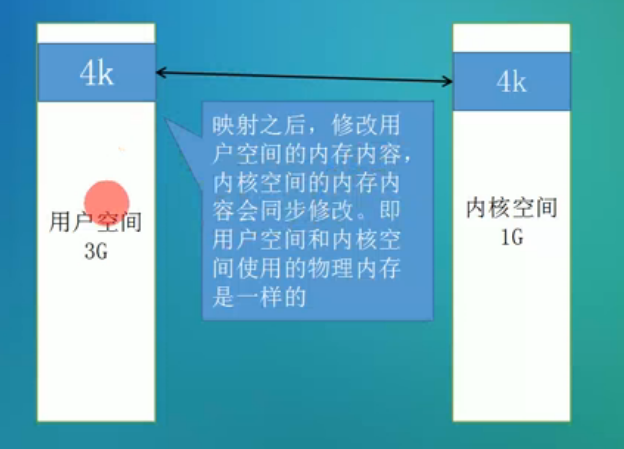 4k
4k
映射之后，修改用
户空间的内存内容，
内核空间的内存内
容会同步修改。即
用户空间和内核空
间使用的物理内存
是一样的
用户空间
3G
内核空间
1G